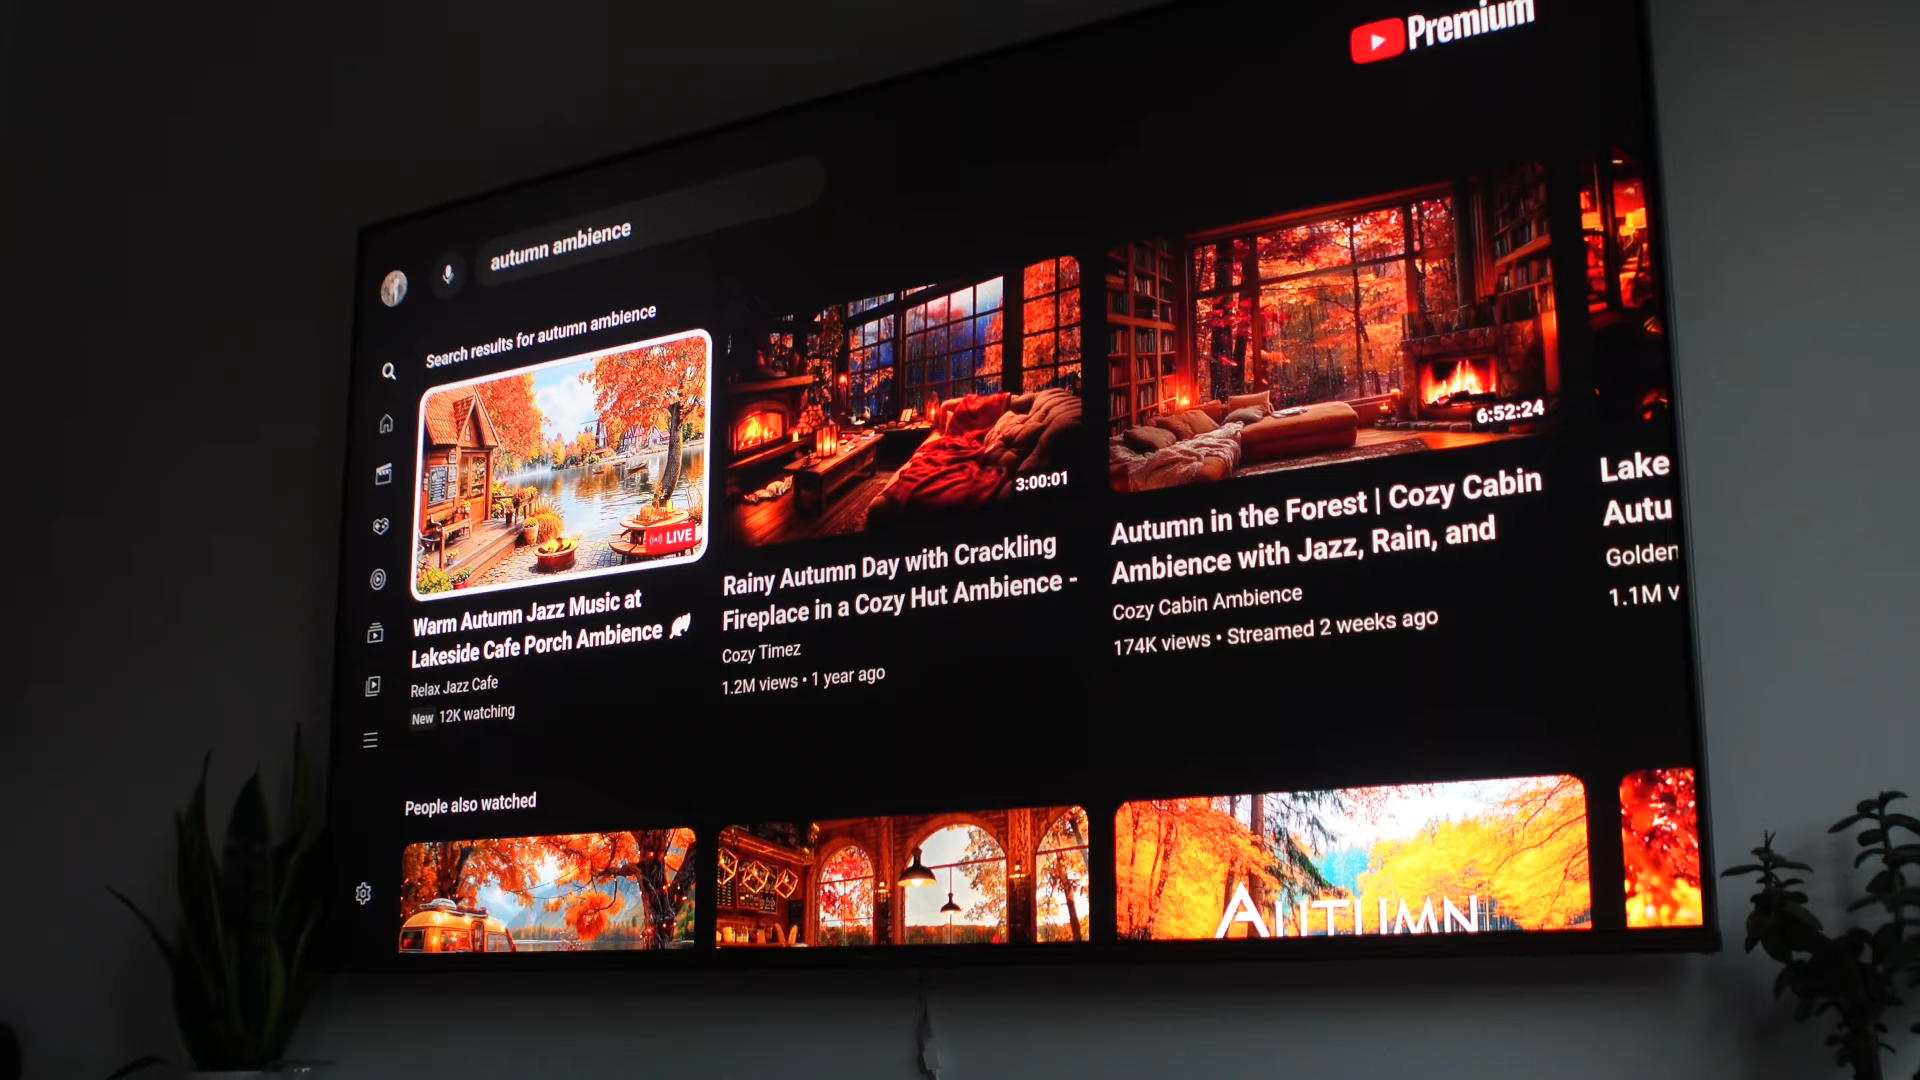 Premium
autumn ambience
Search results for autumn ambience
LIVE
Warm Autumn Jazz Music at
Lakeside Cafe Porch Ambience
Relax Jazz Cafe
New 12K watching
3:00:01
Rainy Autumn Day with Crackling
Fireplace in a Cozy Hut Ambience -
Cozy Timez
1.2M views • 1 year ago
6:52:24
Autumn in the Forest | Cozy Cabin
Ambience with Jazz, Rain, and
Cozy Cabin Ambience
174K views • Streamed 2 weeks ago
Lake
Autu
Golden
1.1M v
People also watched
AUTUMN